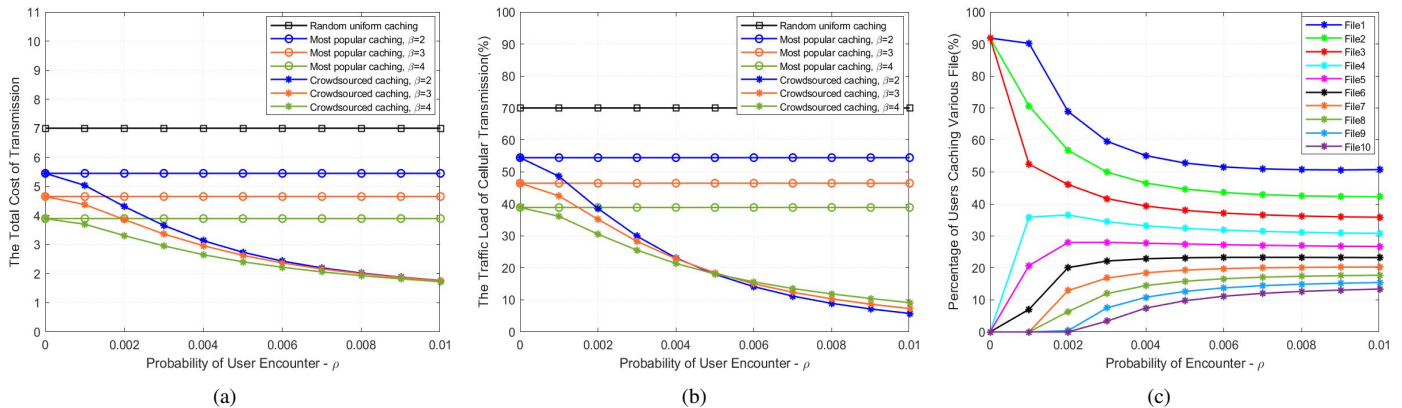 The Total Cost of Transmission
11
10
9
8
7
6
5
4
3
2
1
0
0
0.002
0.004
0.006
0.008
0.01
Probability of User Encounter - ρ
Random uniform caching
Most popular caching, β=2
Most popular caching, β=3
Most popular caching, β=4
Crowdsourced caching, β=2
Crowdsourced caching, β=3
Crowdsourced caching, β=4
(a)
The Traffic Load of Cellular Transmission(%)
100
90
80
70
60
50
40
30
20
10
0
0
0.002
0.004
0.006
0.008
0.01
Probability of User Encounter - ρ
Random uniform caching
Most popular caching, β=2
Most popular caching, β=3
Most popular caching, β=4
Crowdsourced caching, β=2
Crowdsourced caching, β=3
Crowdsourced caching, β=4
(b)
Percentage of Users Caching Various File(%)
100
90
80
70
60
50
40
30
20
10
0
0
0.002
0.004
0.006
0.008
0.01
Probability of Encounter - ρ
File1
File2
File3
File4
File5
File6
File7
File8
File9
File10
(c)